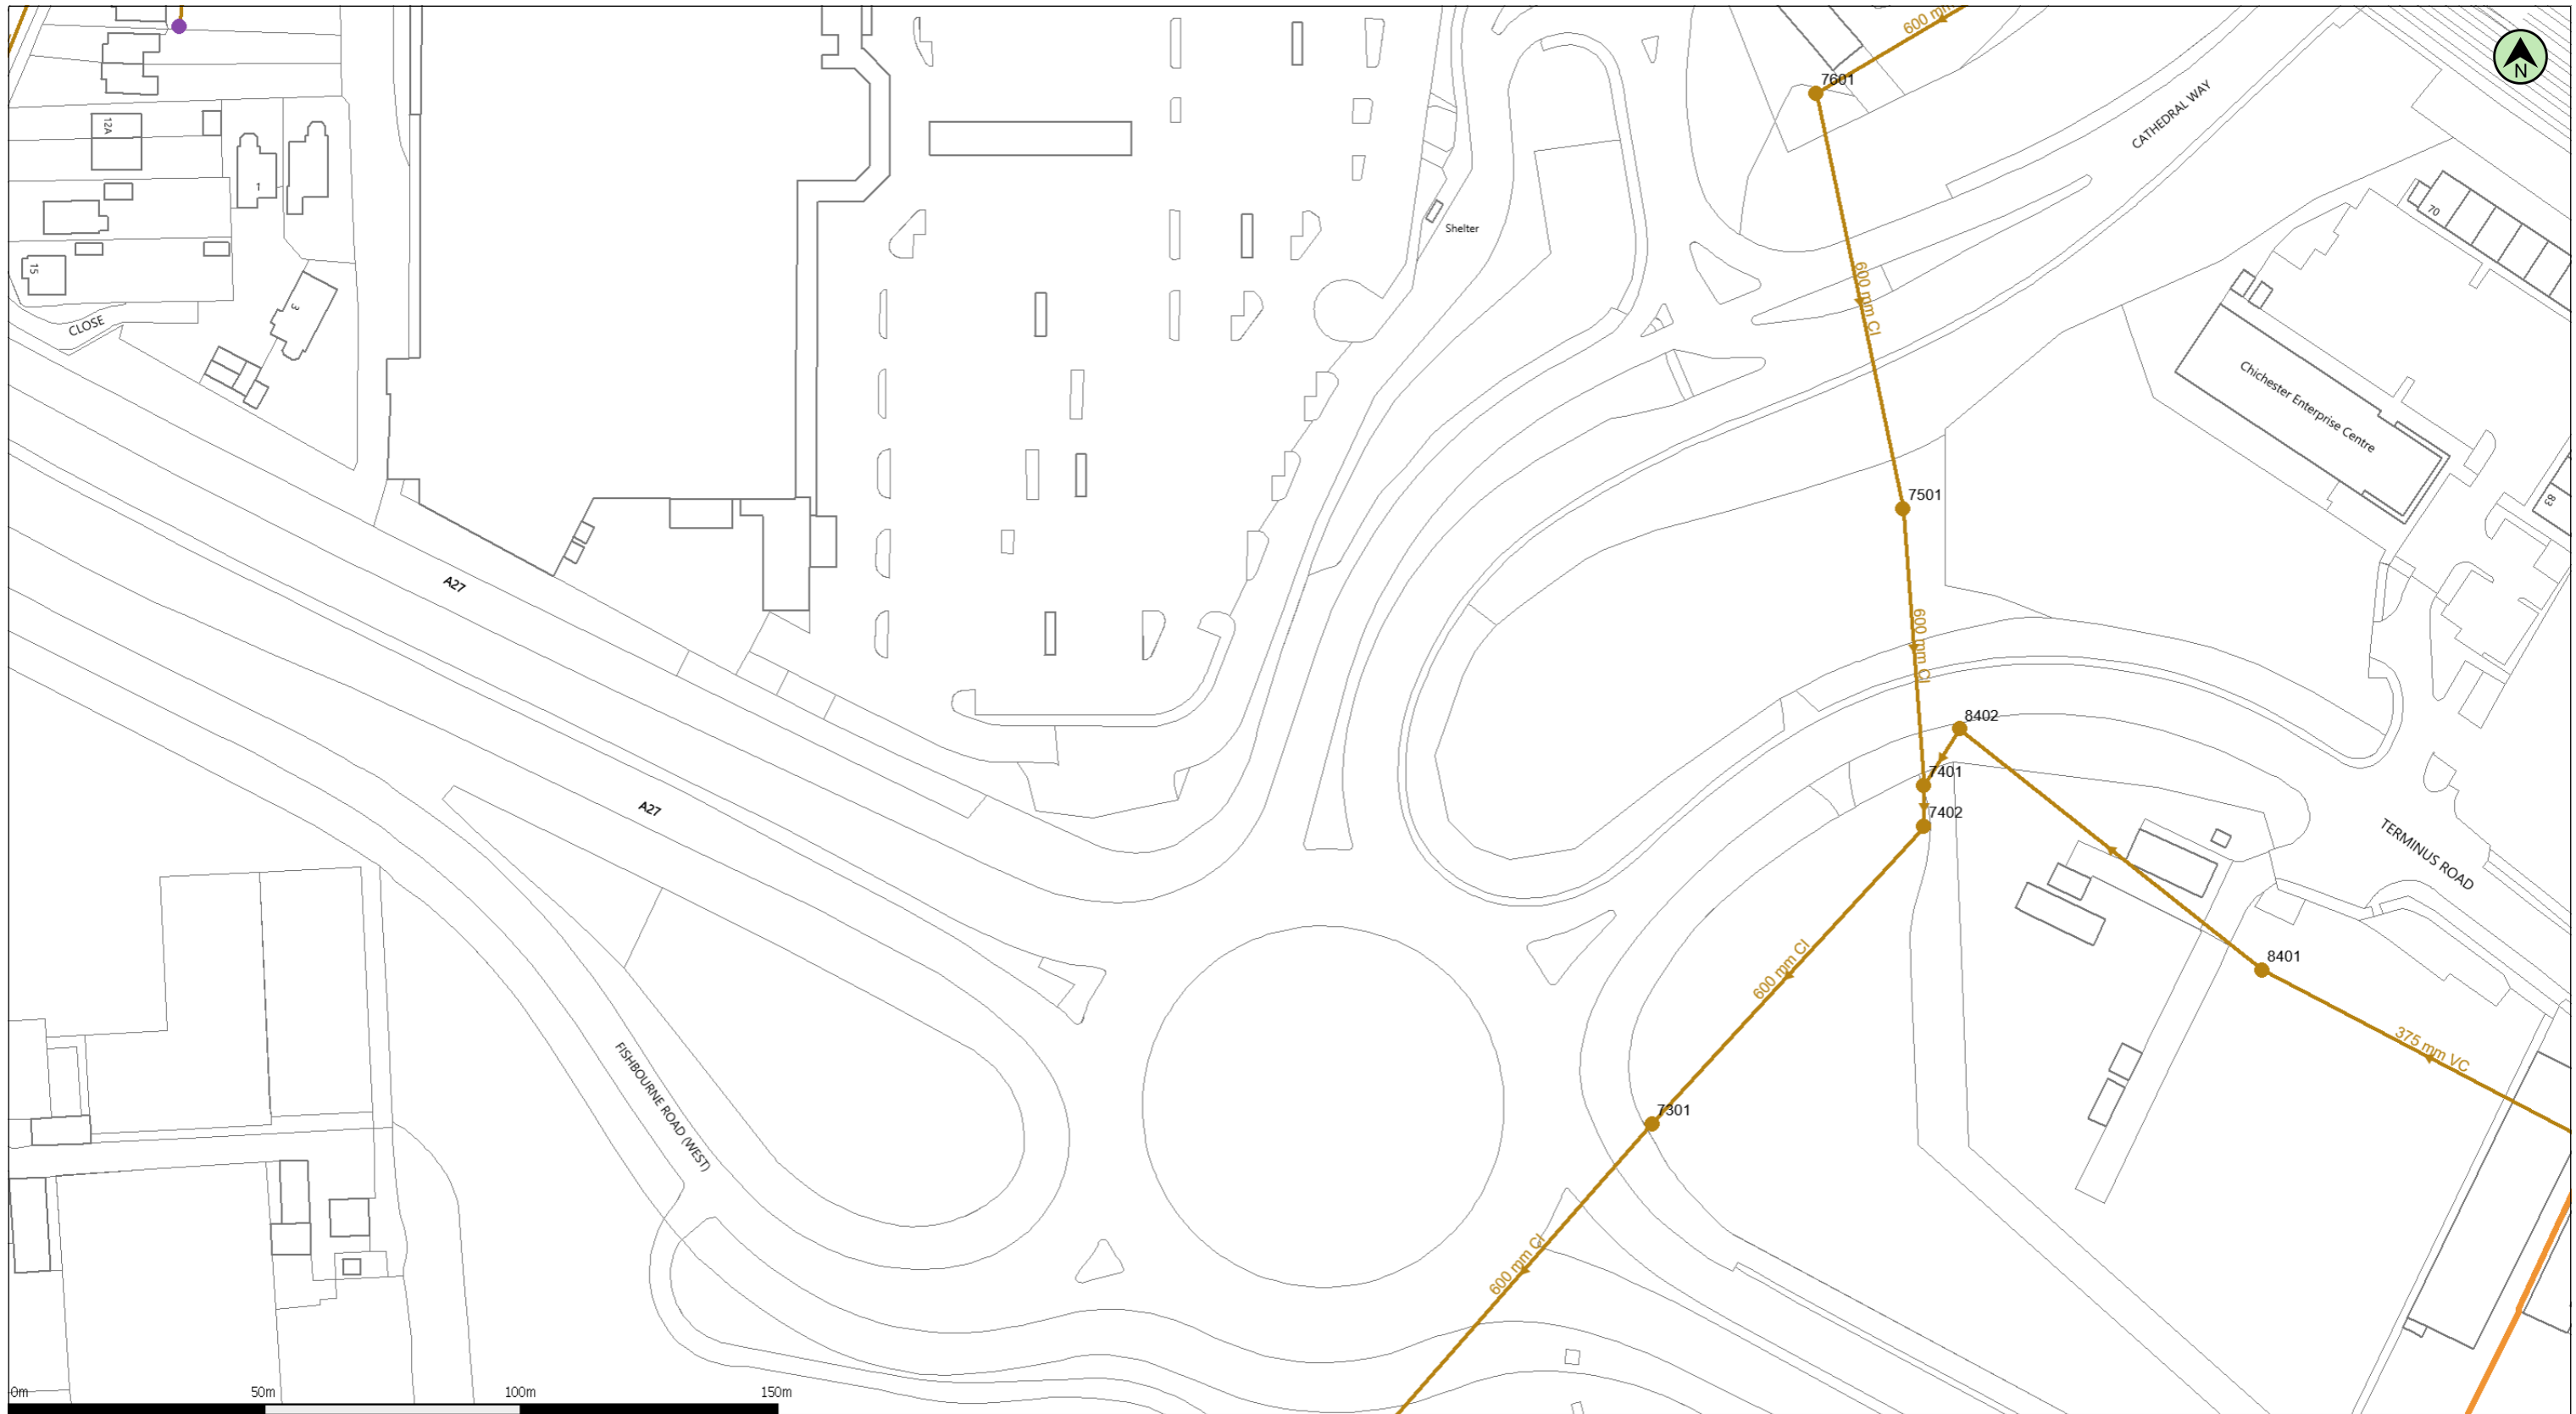 600 mm
N
7601
CATHEDRAL WAY
12A
1
70
Shelter
15
600 mm CI
3
CLOSE
Chichester Enterprise Centre
7501
83
A27
600 mm CI
8402
7401
A27
7402
TERMINUS ROAD
600 mm CI
8401
375 mm VC
FISHBOURNE ROAD (WEST)
7301
600 mm CI
0m
50m
100m
150m